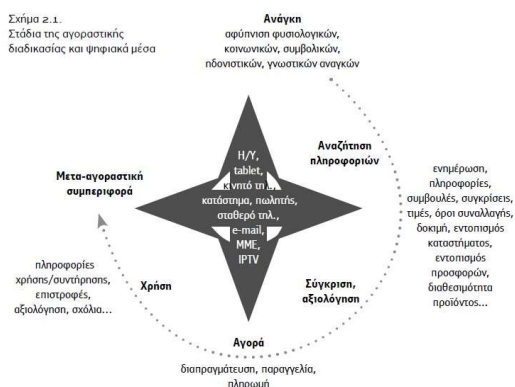 Σχήμα 2.1.
Στάδια της αγοραστικής
διαδικασίας και ψηφιακά μέσα
Ανάγκη
αφύπνιση φυσιολογικών,
κοινωνικών, συμβολικών,
ηδονιστικών, γνωστικών αναγκών
Αναζήτηση
πληροφοριών
ενημέρωση,
πληροφορίες,
συμβουλές, συγκρίσεις,
τιμές, όροι συναλλαγής,
δοκιμή, εντοπισμός
καταστήματος,
εντοπισμός
προσφορών,
διαθεσιμότητα
προϊόντος...
Σύγκριση,
αξιολόγηση
Αγορά
διαπραγμάτευση, παραγγελία,
πληρωμή
Χρήση
πληροφορίες
χρήσης/συντήρησης,
επιστροφές,
αξιολόγηση, σχόλια...
Μετα-αγοραστική
συμπεριφορά
Η/Υ,
tablet,
κινητό τηλ.,
κατάστημα, πωλητής,
σταθερό τηλ.,
e-mail,
ΜΜΕ,
IPTV